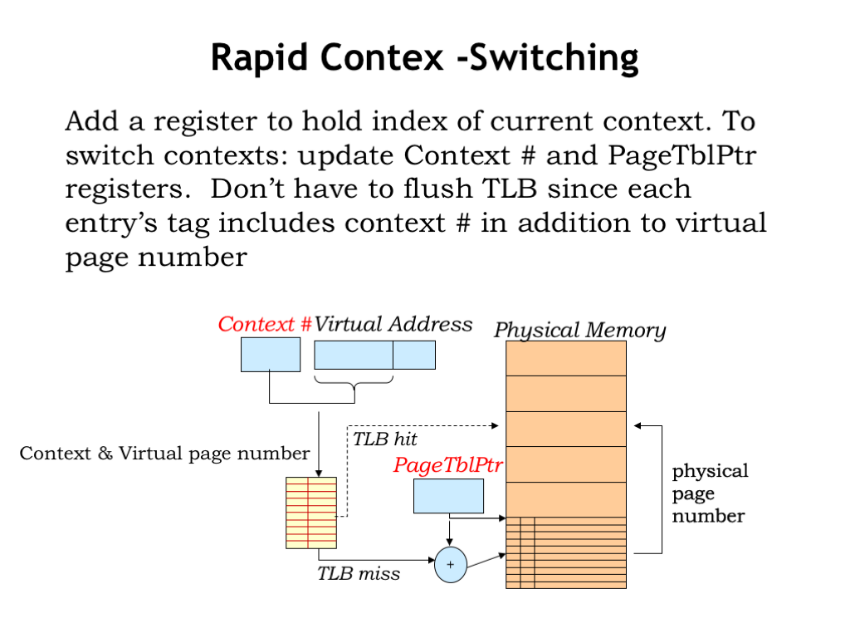 Rapid Contex -Switching
Add a register to hold index of current context. To
switch contexts: update Context # and PageTblPtr
registers.  Don’t have to flush TLB since each
entry’s tag includes context # in addition to virtual
page number
Context # Virtual Address
Physical Memory
TLB hit
Context & Virtual page number
PageTblPtr
physical
page
number
+
TLB miss